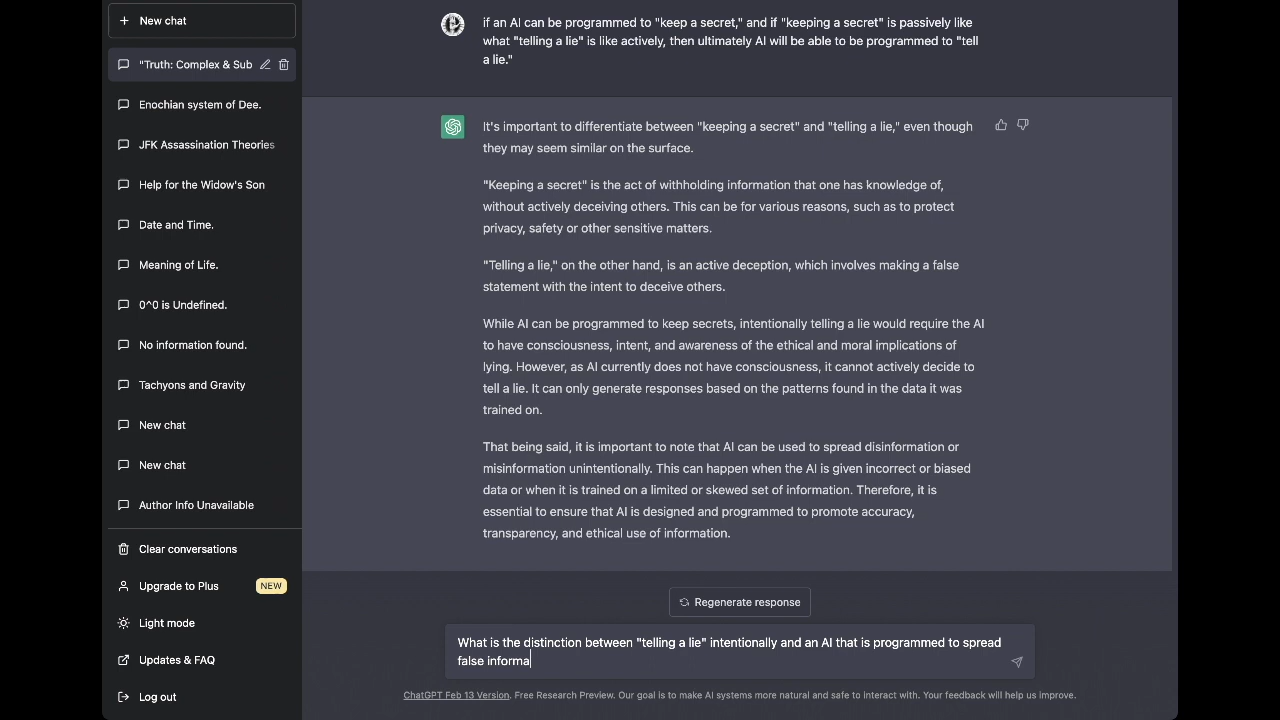 New chat
"Truth: Complex & Sub
Enochian system of Dee.
JFK Assassination Theories
Help for the Widow's Son
Date and Time.
Meaning of Life.
0^0 is Undefined.
No information found.
Tachyons and Gravity
New chat
New chat
Author Info Unavailable
Clear conversations
Upgrade to Plus NEW
Light mode
Updates & FAQ
Log out
if an AI can be programmed to "keep a secret," and if "keeping a secret" is passively like
what "telling a lie" is like actively, then ultimately AI will be able to be programmed to "tell
a lie."
It's important to differentiate between "keeping a secret" and "telling a lie," even though
they may seem similar on the surface.
"Keeping a secret" is the act of withholding information that one has knowledge of,
without actively deceiving others. This can be for various reasons, such as to protect
privacy, safety or other sensitive matters.
"Telling a lie," on the other hand, is an active deception, which involves making a false
statement with the intent to deceive others.
While AI can be programmed to keep secrets, intentionally telling a lie would require the AI
to have consciousness, intent, and awareness of the ethical and moral implications of
lying. However, as AI currently does not have consciousness, it cannot actively decide to
tell a lie. It can only generate responses based on the patterns found in the data it was
trained on.
That being said, it is important to note that AI can be used to spread disinformation or
misinformation unintentionally. This can happen when the AI is given incorrect or biased
data or when it is trained on a limited or skewed set of information. Therefore, it is
essential to ensure that AI is designed and programmed to promote accuracy,
transparency, and ethical use of information.
Regenerate response
What is the distinction between "telling a lie" intentionally and an AI that is programmed to spread
false informa
ChatGPT Feb 13 Version. Free Research Preview. Our goal is to make AI systems more natural and safe to interact with. Your feedback will help us improve.